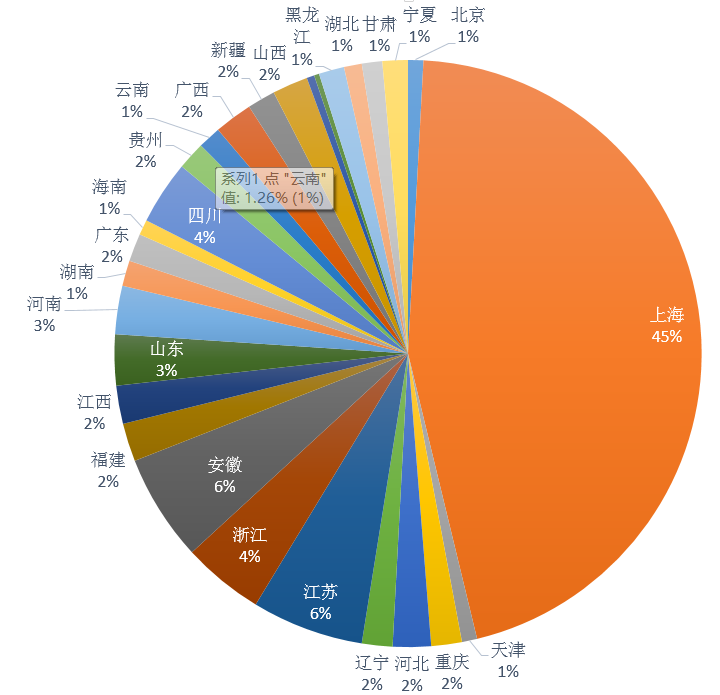 北京
1%
上海
45%
天津
1%
重庆
2%
河北
2%
辽宁
2%
江苏
6%
浙江
4%
安徽
6%
福建
2%
江西
2%
山东
3%
河南
3%
湖南
1%
广东
2%
海南
1%
四川
4%
贵州
2%
云南
1%
系列1 点 "云南"
值: 1.26% (1%)
广西
2%
新疆
2%
山西
2%
黑龙
江
1%
湖北
1%
甘肃
1%
宁夏
1%